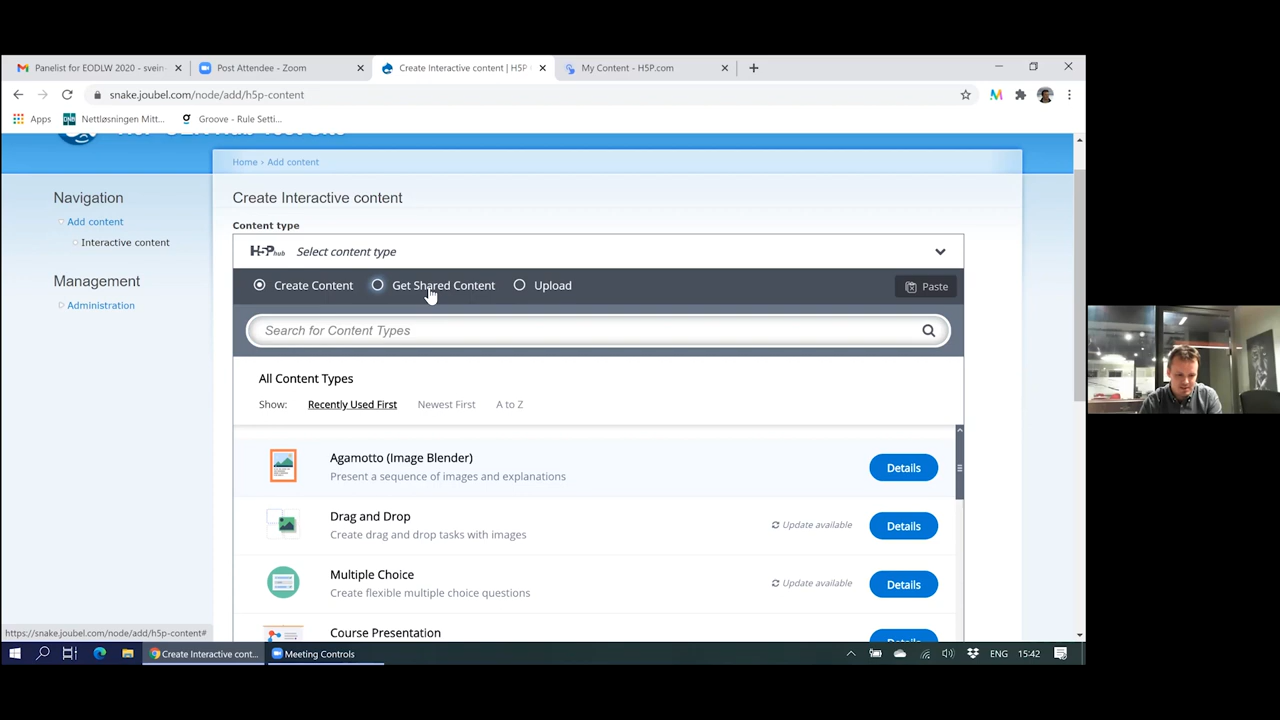 Panelist for EODLW 2020 - svein-
Post Attendee - Zoom
Create Interactive content | H5P
My Content - H5P.com
snake.joubel.com/node/add/h5p-content
Apps
Nettløsningen Mitt...
Groove - Rule Setti...
Home › Add content
Navigation
Add content
Interactive content
Management
Administration
Create Interactive content
Content type
H5P hub Select content type
Create Content
Get Shared Content
Upload
Paste
Search for Content Types
All Content Types
Show: Recently Used First Newest First A to Z
Agamotto (Image Blender)
Present a sequence of images and explanations
Details
Drag and Drop
Create drag and drop tasks with images
Update available
Details
Multiple Choice
Create flexible multiple choice questions
Update available
Details
Course Presentation
Details
https://snake.joubel.com/node/add/h5p-content#
Create Interactive cont...
Meeting Controls
ENG
15:42